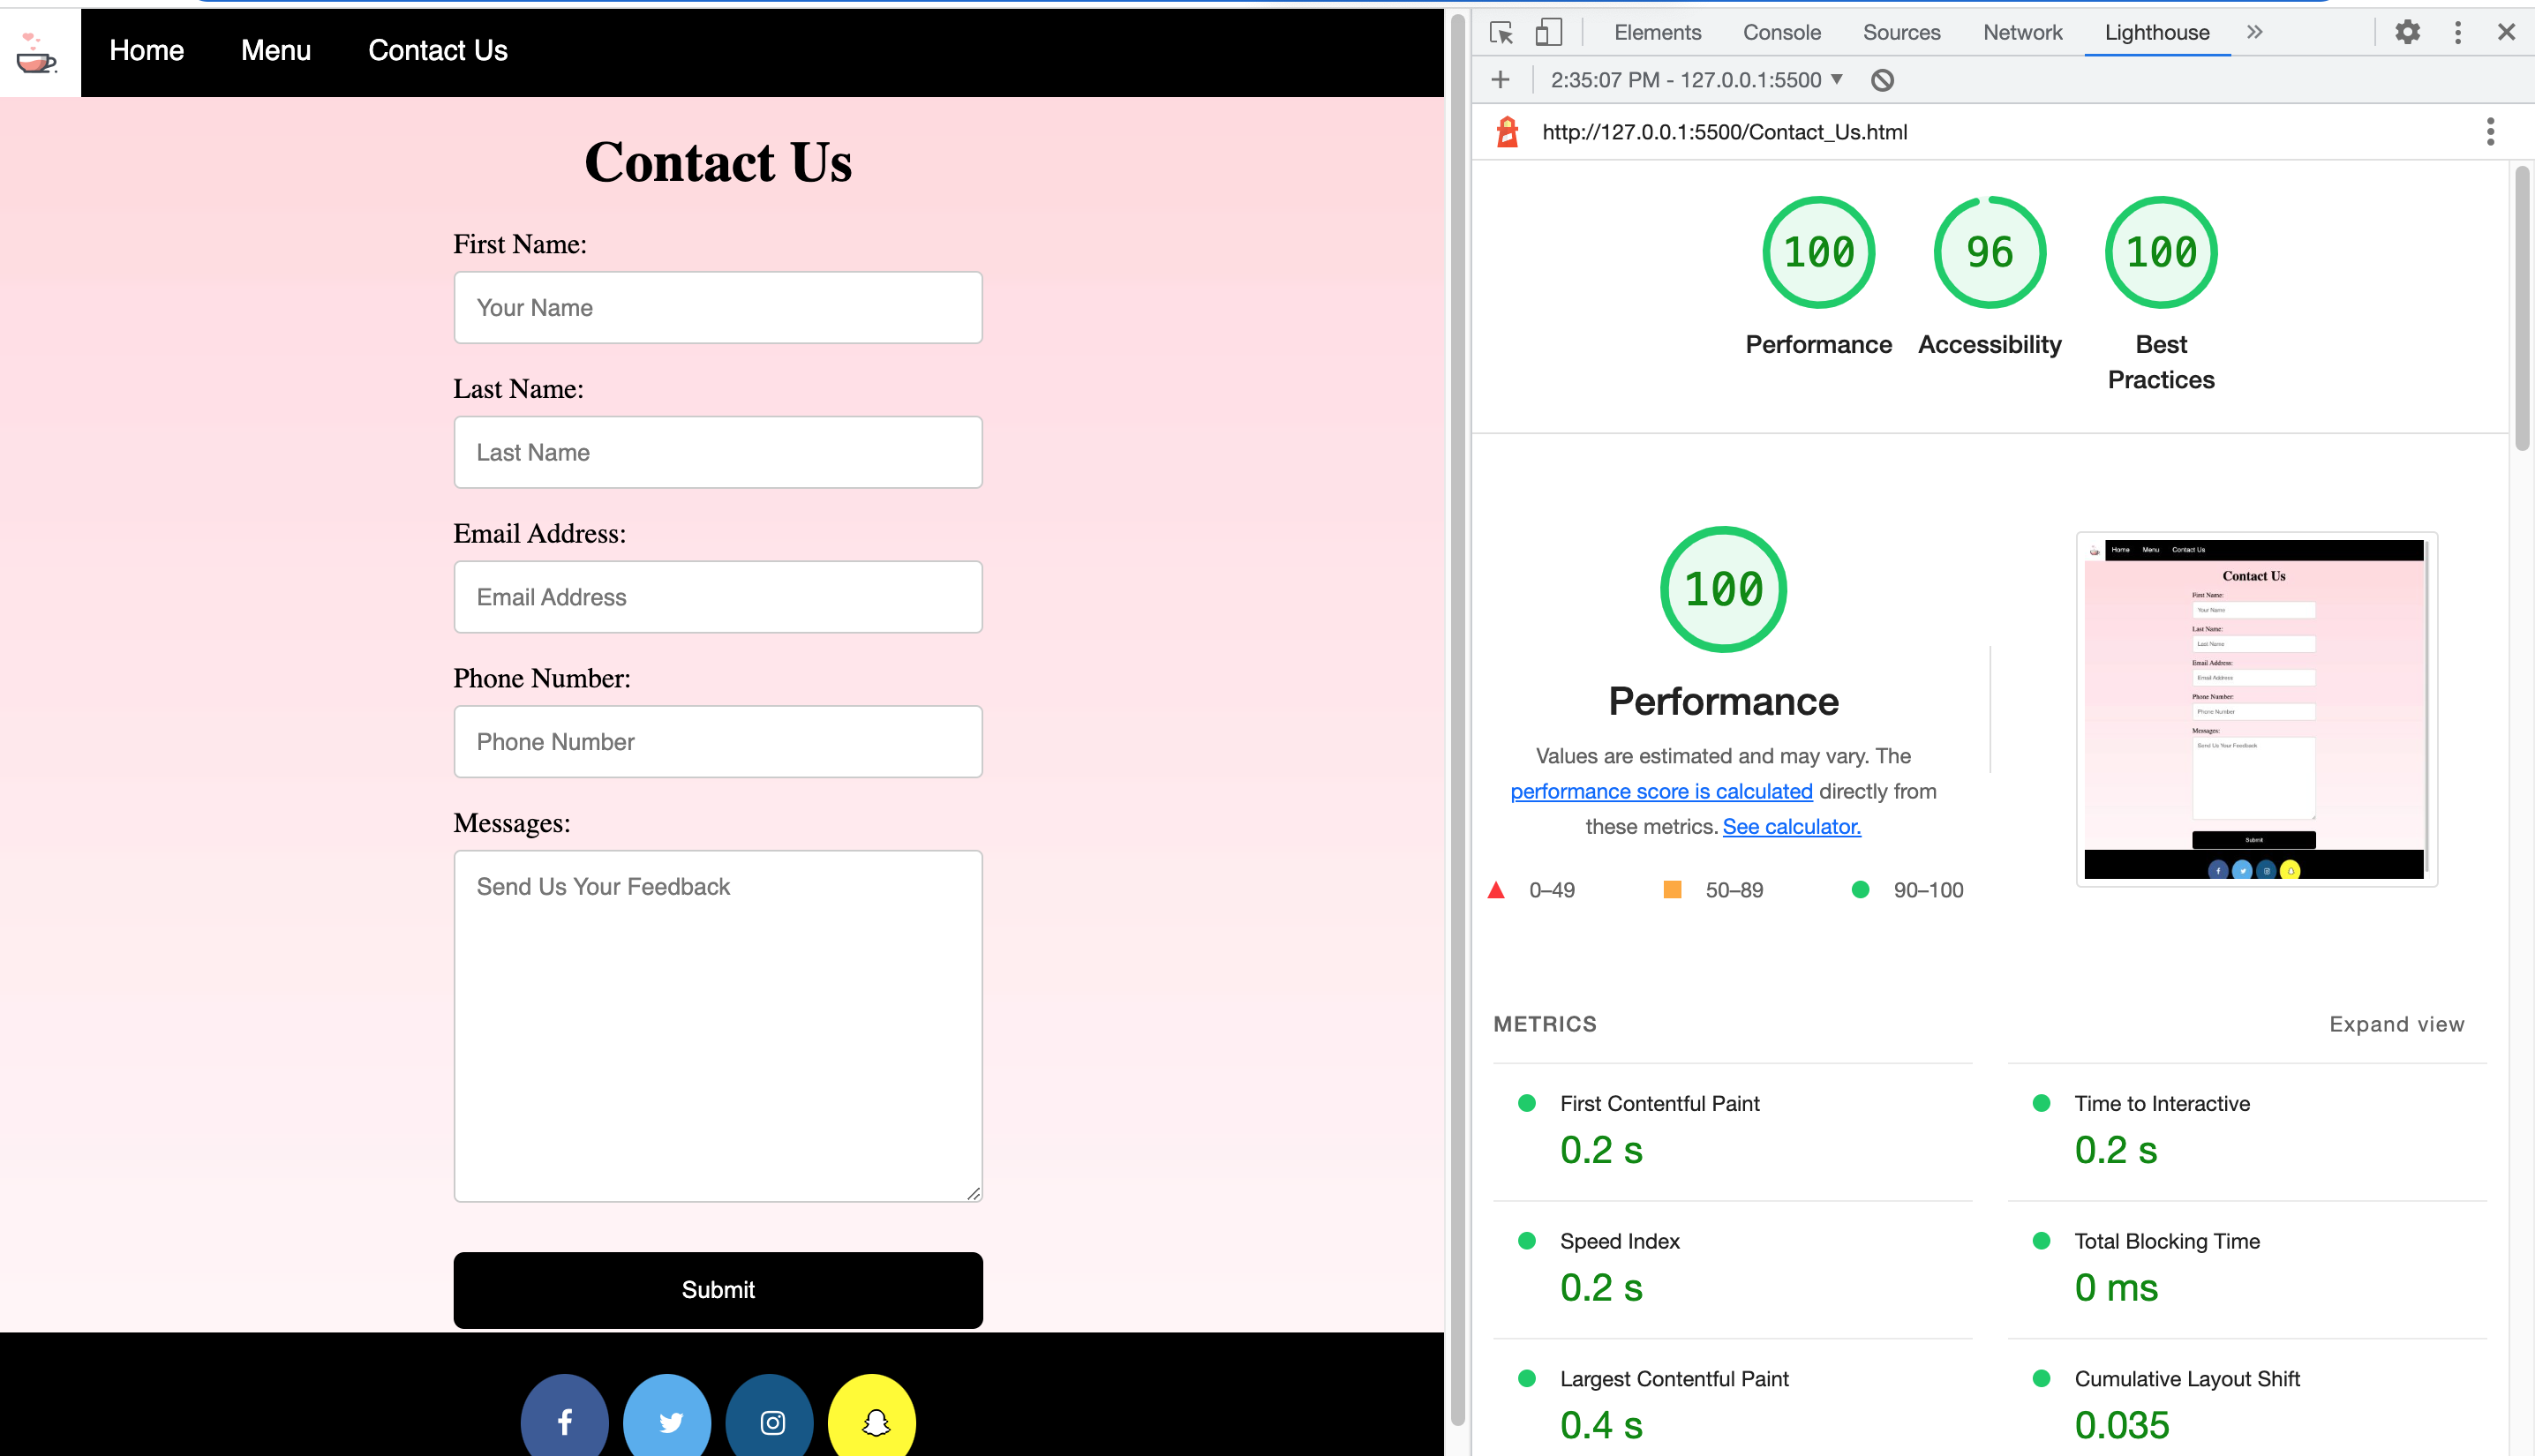 Home Menu Contact Us
Contact Us
First Name:
Your Name
Last Name:
Last Name
Email Address:
Email Address
Phone Number:
Phone Number
Messages:
Send Us Your Feedback
Submit
Elements Console Sources Network Lighthouse
2:35:07 PM - 127.0.0.1:5500
http://127.0.0.1:5500/Contact_Us.html
100 96 100
Performance Accessibility Best
Practices
100
Performance
Values are estimated and may vary. The
performance score is calculated directly from
these metrics. See calculator.
0–49 50–89 90–100
Home Menu Contact Us
Contact Us
First Name:
Your Name
Last Name:
Last Name
Email Address:
Email Address
Phone Number:
Phone Number
Messages:
Send Us Your Feedback
Submit
METRICS Expand view
First Contentful Paint
0.2 s
Time to Interactive
0.2 s
Speed Index
0.2 s
Total Blocking Time
0 ms
Largest Contentful Paint
0.4 s
Cumulative Layout Shift
0.035